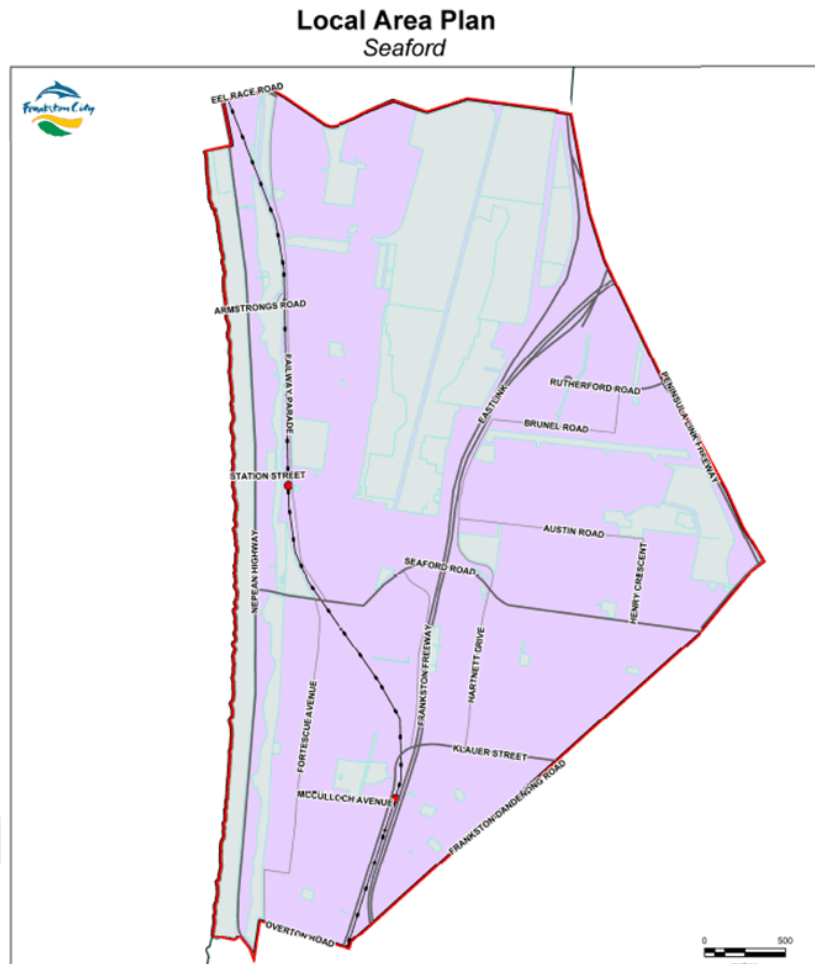 Local Area Plan
Seaford
Frankston City
EEL RACE ROAD
ARMSTRONGS ROAD
RAILWAY PARADE
EASTLINK
RUTHERFORD ROAD
PENINSULA LINK FREEWAY
BRUNEL ROAD
STATION STREET
NEPEAN HIGHWAY
AUSTIN ROAD
SEAFORD ROAD
HENRY CRESCENT
FORTESCUE AVENUE
FRANKSTON FREEWAY
HARTNETT DRIVE
KLAUER STREET
MCCULLOCH AVENUE
FRANKSTON DANDENONG ROAD
OVERTON ROAD
0 500